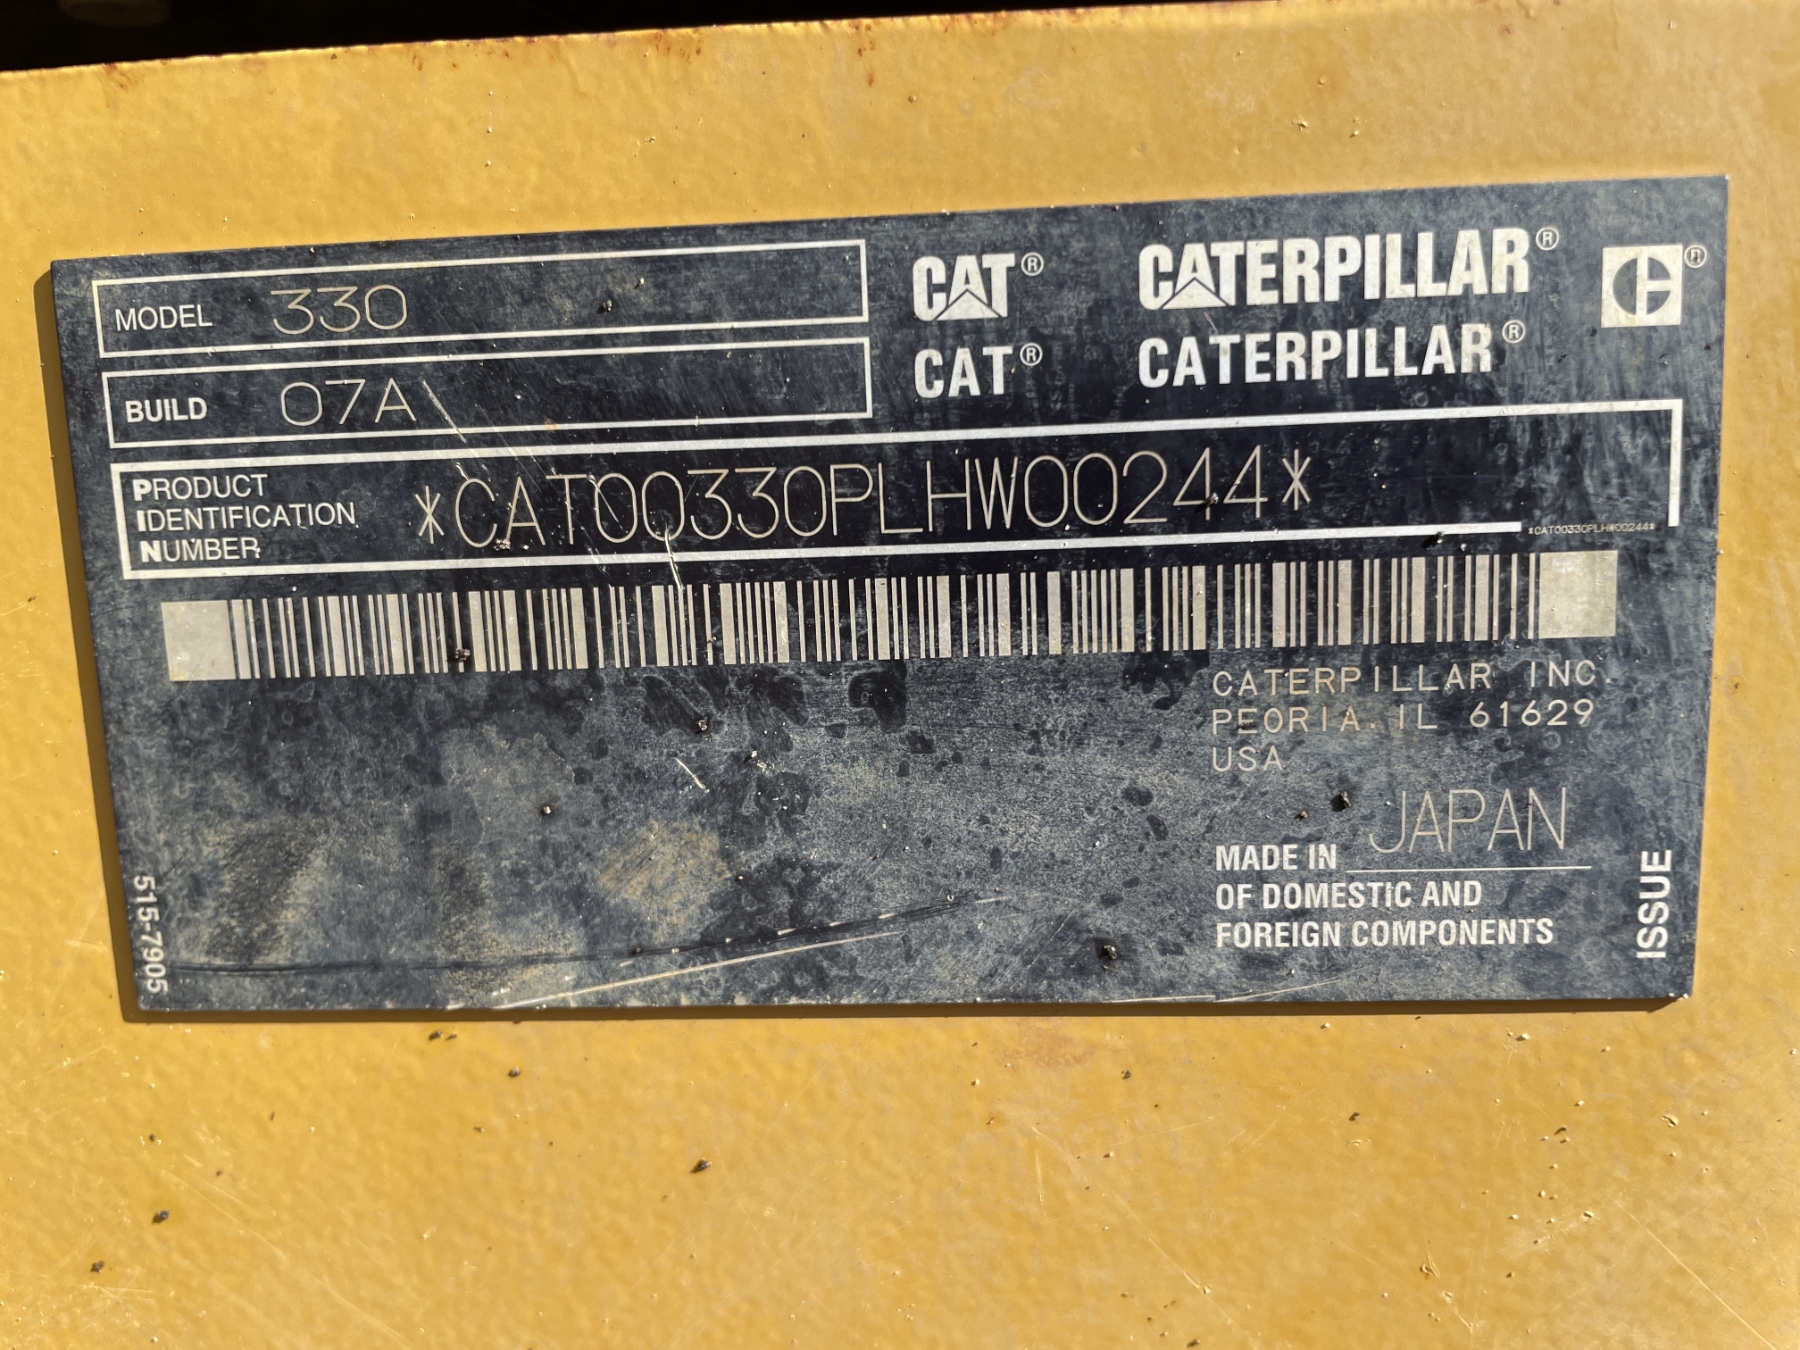 MODEL 330
BUILD 07A
CAT® CATERPILLAR®
CAT® CATERPILLAR®
PRODUCT
IDENTIFICATION
NUMBER
*CAT00330PLHW00244*
*CAT00330PLHW00244*
CATERPILLAR INC.
PEORIA. IL 61629
USA
MADE IN JAPAN
OF DOMESTIC AND
FOREIGN COMPONENTS
ISSUE
515-7905